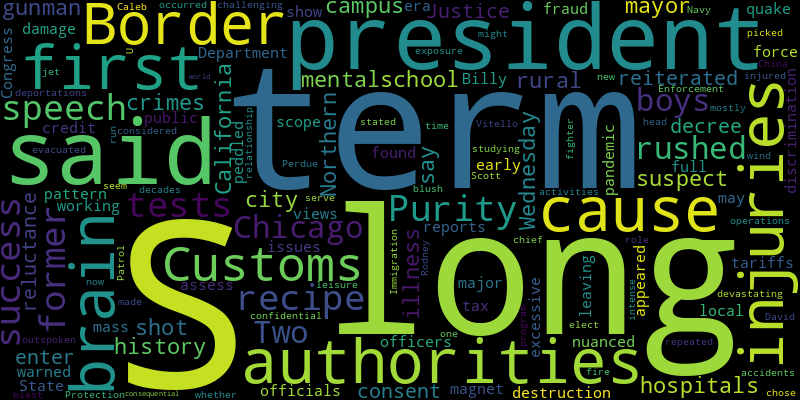 gunman
Border
president
campus
era
Caleb
occurred
challenging
mayor
Navy
quake
damage
first
show
Congress
jet
deportations
Department
U
Justice
fraud
might
picked
force
China
mentalschool
Billy
rural
reiterated
exposure
new
injured
Enforcement
mostly
world
speech
crimes
California
term
boys
credit
public
peddled
relationship
scope
Northern
stated
time
Vitello
say
Wednesday
fighter
pandemic
decree
head
wind
discrimination
said
evacuated
considered
run
Perdue
found
studying
early
Scott
rushed
full
suspect
seem
decades
pattern
working
tests
city
serve
views
blush
activities
may
cause
injuries
success
reluctance
former
brain
Chicago
Purity
reports
issues
chief
role
operations
Patrol
now
S
Customs
long
assess
leisure
Immigration
illness
Rodney
major
tax
excessive
leaving
intense
appeared
tariffs
local
devastating
David
made
recipe
confidential
program
elect
mass
shot
Two
officers
one
nuanced
repeated
outspoken
history
authorities
enter
warned
State
fire
accidents
officials
consent
magnet
destruction
hospitals
chose
blast
Protection
consequential
whether